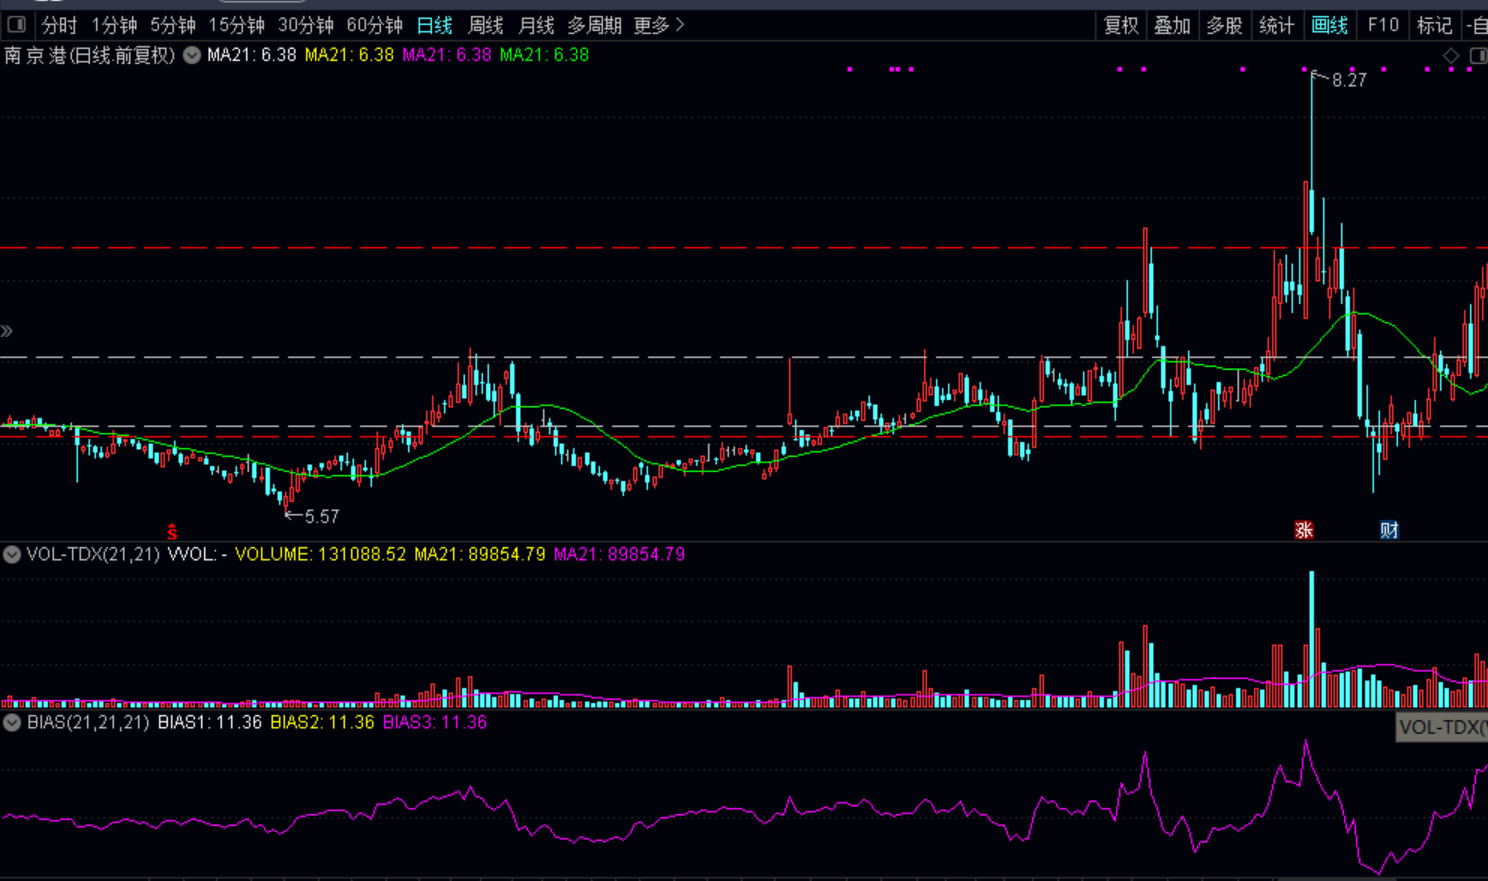 分时 1分钟 5分钟 15分钟 30分钟 60分钟 日线 周线 月线 多周期 更多 复权 叠加 多股 统计 画线 F10 标记 -自
南京港(日线.前复权) MA21: 6.38 MA21: 6.38 MA21: 6.38 MA21: 6.38
8.27
5.57
S 涨 财
VOL-TDX(21,21) VVOL: - VOLUME: 131088.52 MA21: 89854.79 MA21: 89854.79
BIAS(21,21,21) BIAS1: 11.36 BIAS2: 11.36 BIAS3: 11.36
VOL-TDX(